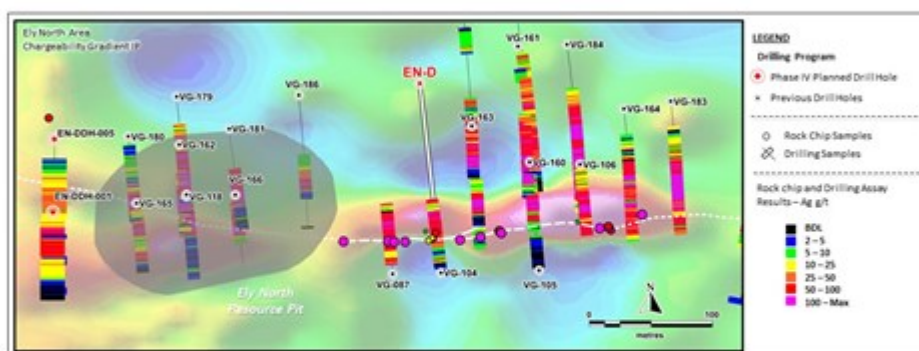 Ely North Area
Chargeability Gradient IP
VG-161
VG-184
EN-D
VG-186
VG-179
VG-164
VG-183
VG-163
EN-DDH-005
VG-180
VG-181
VG-162
VG-160
VG-106
VG-166
EN-DDH-001
VG-165
VG-118
VG-087
VG-104
VG-105
Ely North
Resource Pit
N
0
100
metres
LEGEND
Drilling Program
Phase IV Planned Drill Hole
Previous Drill Holes
Rock Chip Samples
Drilling Samples
Rock chip and Drilling Assay
Results – Ag g/t
BDL
2 – 5
5 – 10
10 – 25
25 – 50
50 – 100
100 – Max